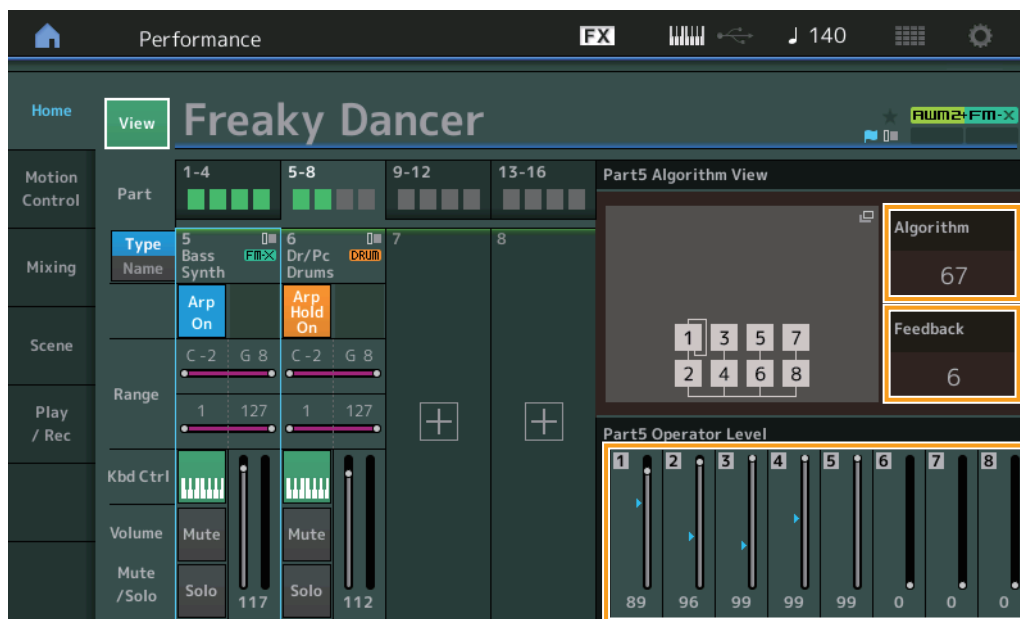 Performance
FX
140
Home
View
Freaky Dancer
AWM2+FM-X
Motion
Control
Part
1-4
5-8
9-12
13-16
Part5 Algorithm View
Algorithm
67
Feedback
6
Type
Name
5
Bass
FM-X
Synth
6
Dr/Pc
DRUM
Drums
7
8
Mixing
Arp
On
Arp
Hold
On
1 3 5 7
2 4 6 8
Scene
C -2 G 8 C -2 G 8
Range
1 127 1 127
Play
/ Rec
Part5 Operator Level
1 2 3 4 5 6 7 8
Kbd Ctrl
Volume
Mute
Mute
Mute
/Solo
Solo
117
Solo
112
89 96 99 99 99 0 0 0